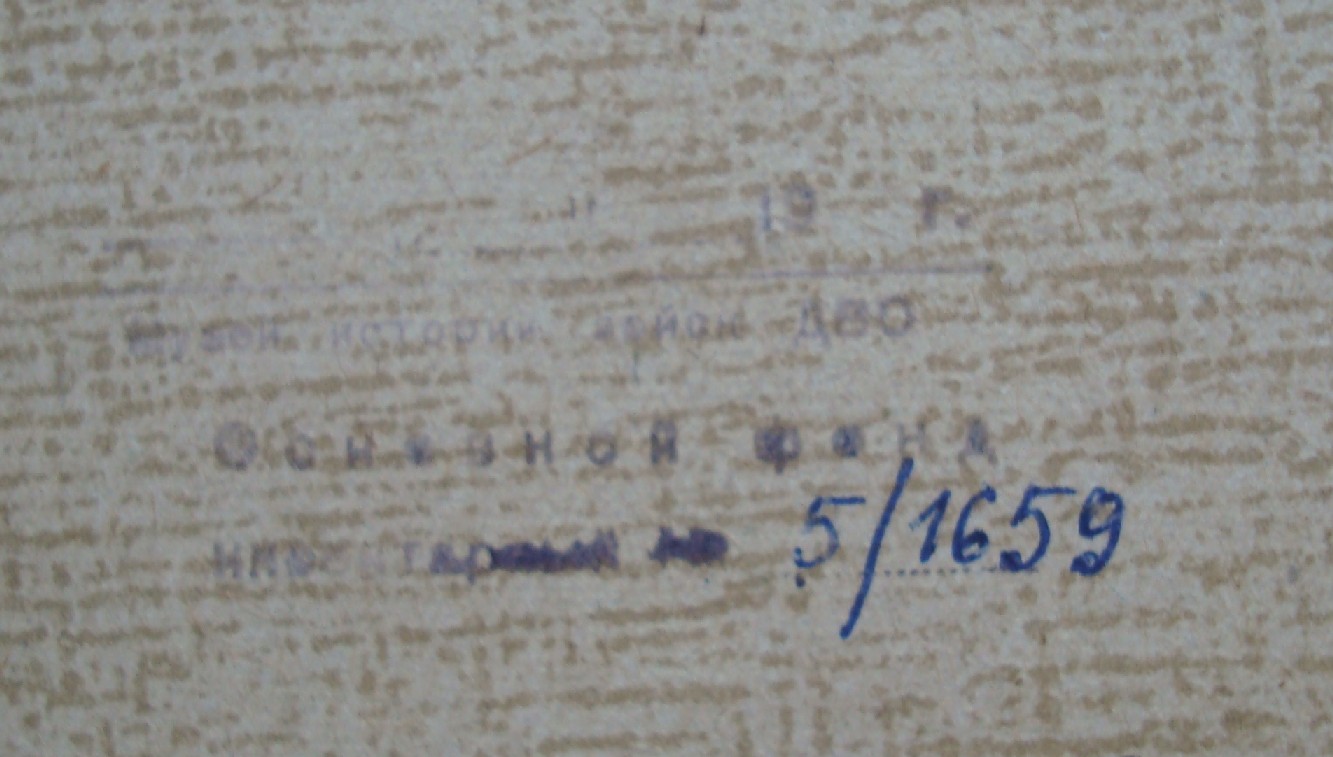 " " 19 г.
Музей истории войск ДВО
Основной фонд
Инвентарный № 5/1659